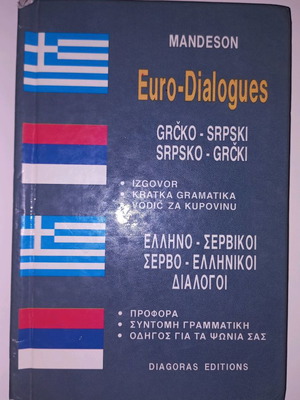 MANDESON
Euro-Dialogues
GRČKO - SRPSKI
SRPSKO - GRČKI
• IZGOVOR
• KRATKA GRAMATIKA
• VODIČ ZA KUPOVINU
ΕΛΛΗΝΟ - ΣΕΡΒΙΚΟΙ
ΣΕΡΒΟ - ΕΛΛΗΝΙΚΟΙ
ΔΙΑΛΟΓΟΙ
• ΠΡΟΦΟΡΑ
• ΣΥΝΤΟΜΗ ΓΡΑΜΜΑΤΙΚΗ
• ΟΔΗΓΟΣ ΓΙΑ ΤΑ ΨΩΝΙΑ ΣΑΣ
DIAGORAS EDITIONS